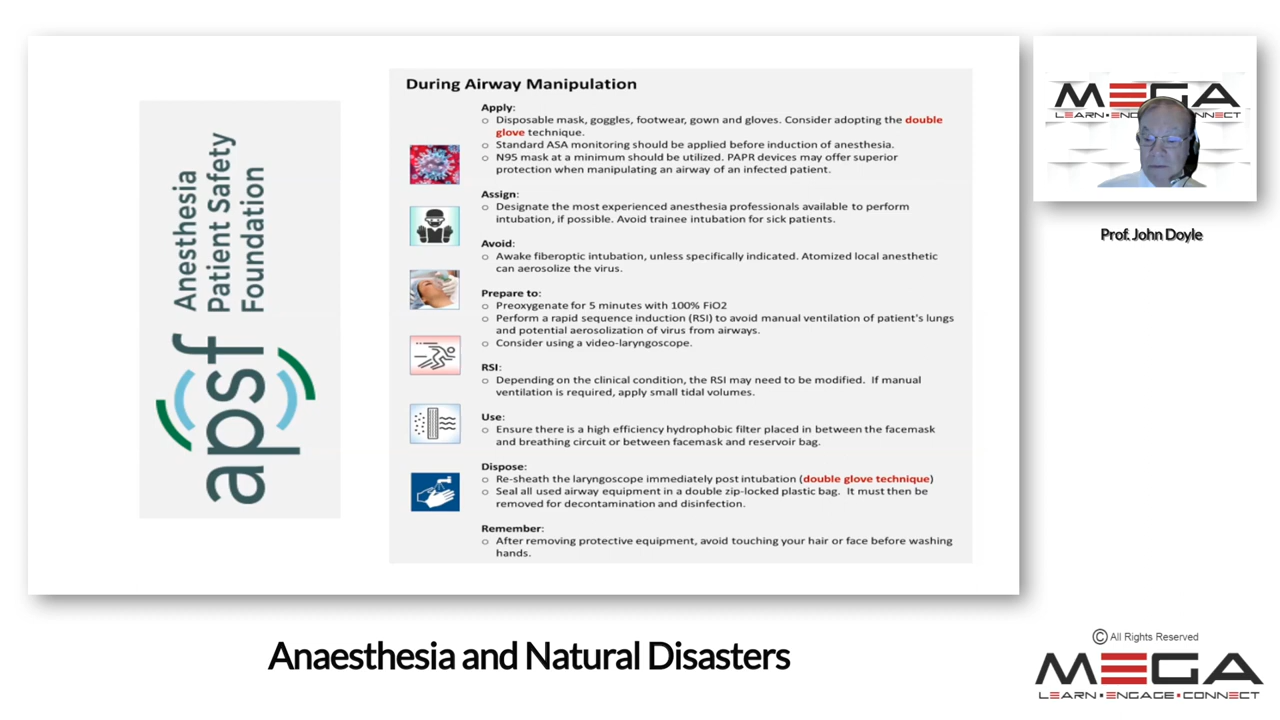 apsf
Anesthesia
Patient Safety
Foundation
During Airway Manipulation
Apply:
o Disposable mask, goggles, footwear, gown and gloves. Consider adopting the double
glove technique.
o Standard ASA monitoring should be applied before induction of anesthesia.
o N95 mask at a minimum should be utilized. PAPR devices may offer superior
protection when manipulating an airway of an infected patient.
Assign:
o Designate the most experienced anesthesia professionals available to perform
intubation, if possible. Avoid trainee intubation for sick patients.
Avoid:
o Awake fiberoptic intubation, unless specifically indicated. Atomized local anesthetic
can aerosolize the virus.
Prepare to:
o Preoxygenate for 5 minutes with 100% FiO2
o Perform a rapid sequence induction (RSI) to avoid manual ventilation of patient's lungs
and potential aerosolization of virus from airways.
o Consider using a video-laryngoscope.
RSI:
o Depending on the clinical condition, the RSI may need to be modified. If manual
ventilation is required, apply small tidal volumes.
Use:
o Ensure there is a high efficiency hydrophobic filter placed in between the facemask
and breathing circuit or between facemask and reservoir bag.
Dispose:
o Re-sheath the laryngoscope immediately post intubation (double glove technique)
o Seal all used airway equipment in a double zip-locked plastic bag. It must then be
removed for decontamination and disinfection.
Remember:
o After removing protective equipment, avoid touching your hair or face before washing
hands.
MEGA
Prof. John Doyle
Anaesthesia and Natural Disasters
© All Rights Reserved
MEGA
LEARN • ENGAGE • CONNECT